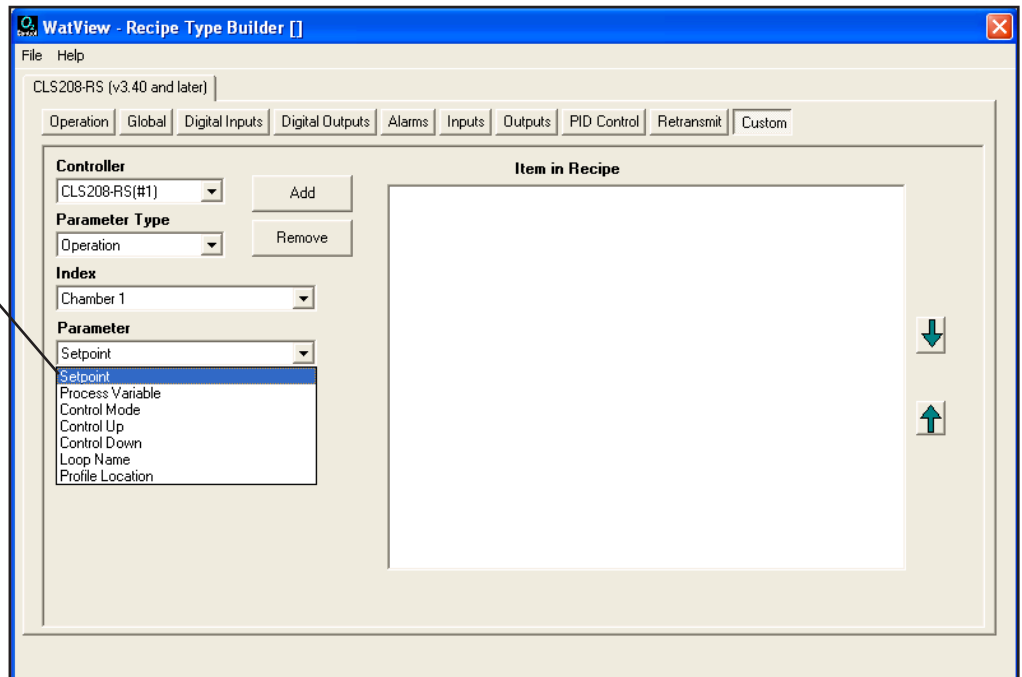 WatView - Recipe Type Builder []
File Help
CLS208-RS (v3.40 and later)
Operation Global Digital Inputs Digital Outputs Alarms Inputs Outputs PID Control Retransmit Custom
Controller
CLS208-RS(#1)
Add
Parameter Type
Operation
Remove
Index
Chamber 1
Parameter
Setpoint
Setpoint
Process Variable
Control Mode
Control Up
Control Down
Loop Name
Profile Location
Item in Recipe